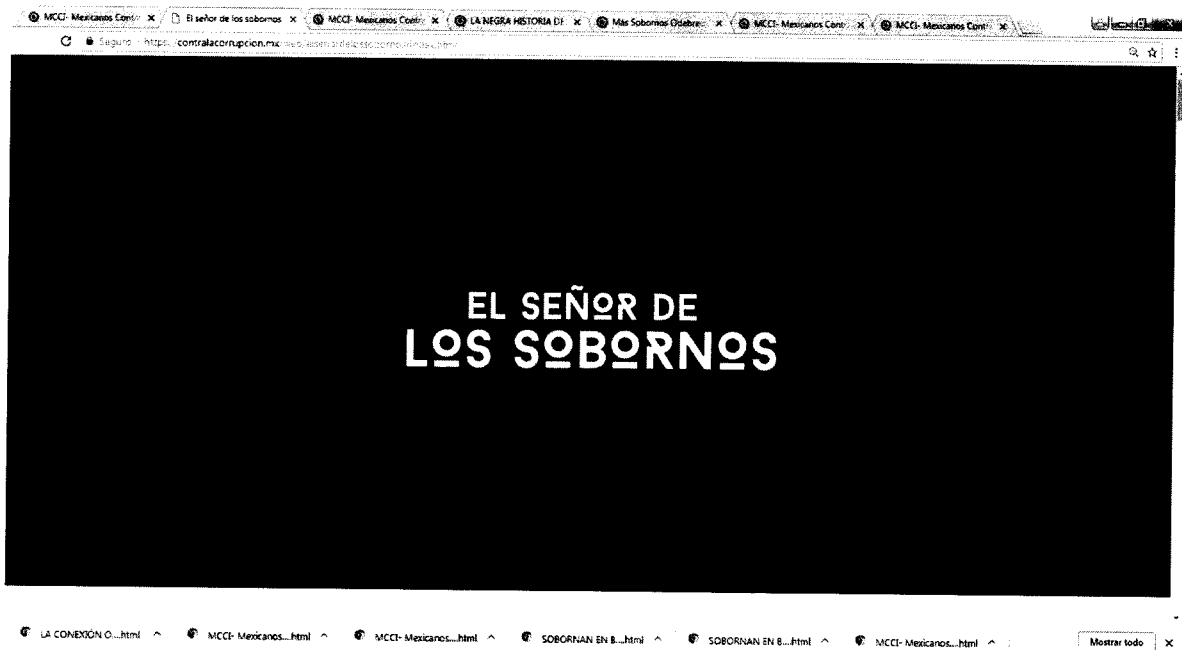 MCCI- Mexicanos Contr
El señor de los sobornos
MCCI- Mexicanos Contr
LA NEGRA HISTORIA DE
Más Sobornos Odebre
MCCI- Mexicanos Contr
MCCI- Mexicanos Contr
Seguro https://contralacorrupcion.mx
EL SEÑOR DE
LOS SOBORNOS
LA CONEXIÓN O....html
MCCI- Mexicanos....html
MCCI- Mexicanos....html
SOBORNAN EN B....html
SOBORNAN EN B....html
MCCI- Mexicanos....html
Mostrar todo